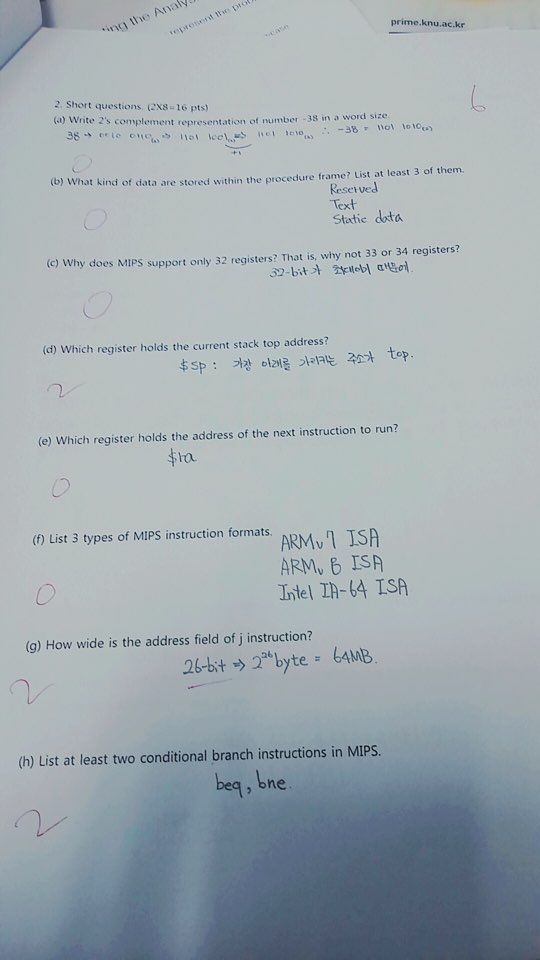 ting the Analy
represent the
prime.knu.ac.kr
6
2. Short questions. (2X8=16 pts)
(a) Write 2's complement representation of number -38 in a word size.
38 → 0010 0110(2) ⇒ 1101 1001(2) ⇒ 1101 1010(2) ∴ -38 = 1101 1010(2)
+1
0
(b) What kind of data are stored within the procedure frame? List at least 3 of them.
Reserved
0
Text
Static data
(c) Why does MIPS support only 32 registers? That is, why not 33 or 34 registers?
32-bit가 최대이기 때문에.
0
(d) Which register holds the current stack top address?
$sp : 가장 아래를 가리키는 주소가 top.
2
(e) Which register holds the address of the next instruction to run?
$ra
0
(f) List 3 types of MIPS instruction formats.
ARMv7 ISA
ARMv8 ISA
0
Intel IA-64 ISA
(g) How wide is the address field of j instruction?
26-bit ⇒ 2^26 byte = 64MB.
2
(h) List at least two conditional branch instructions in MIPS.
beq, bne.
2